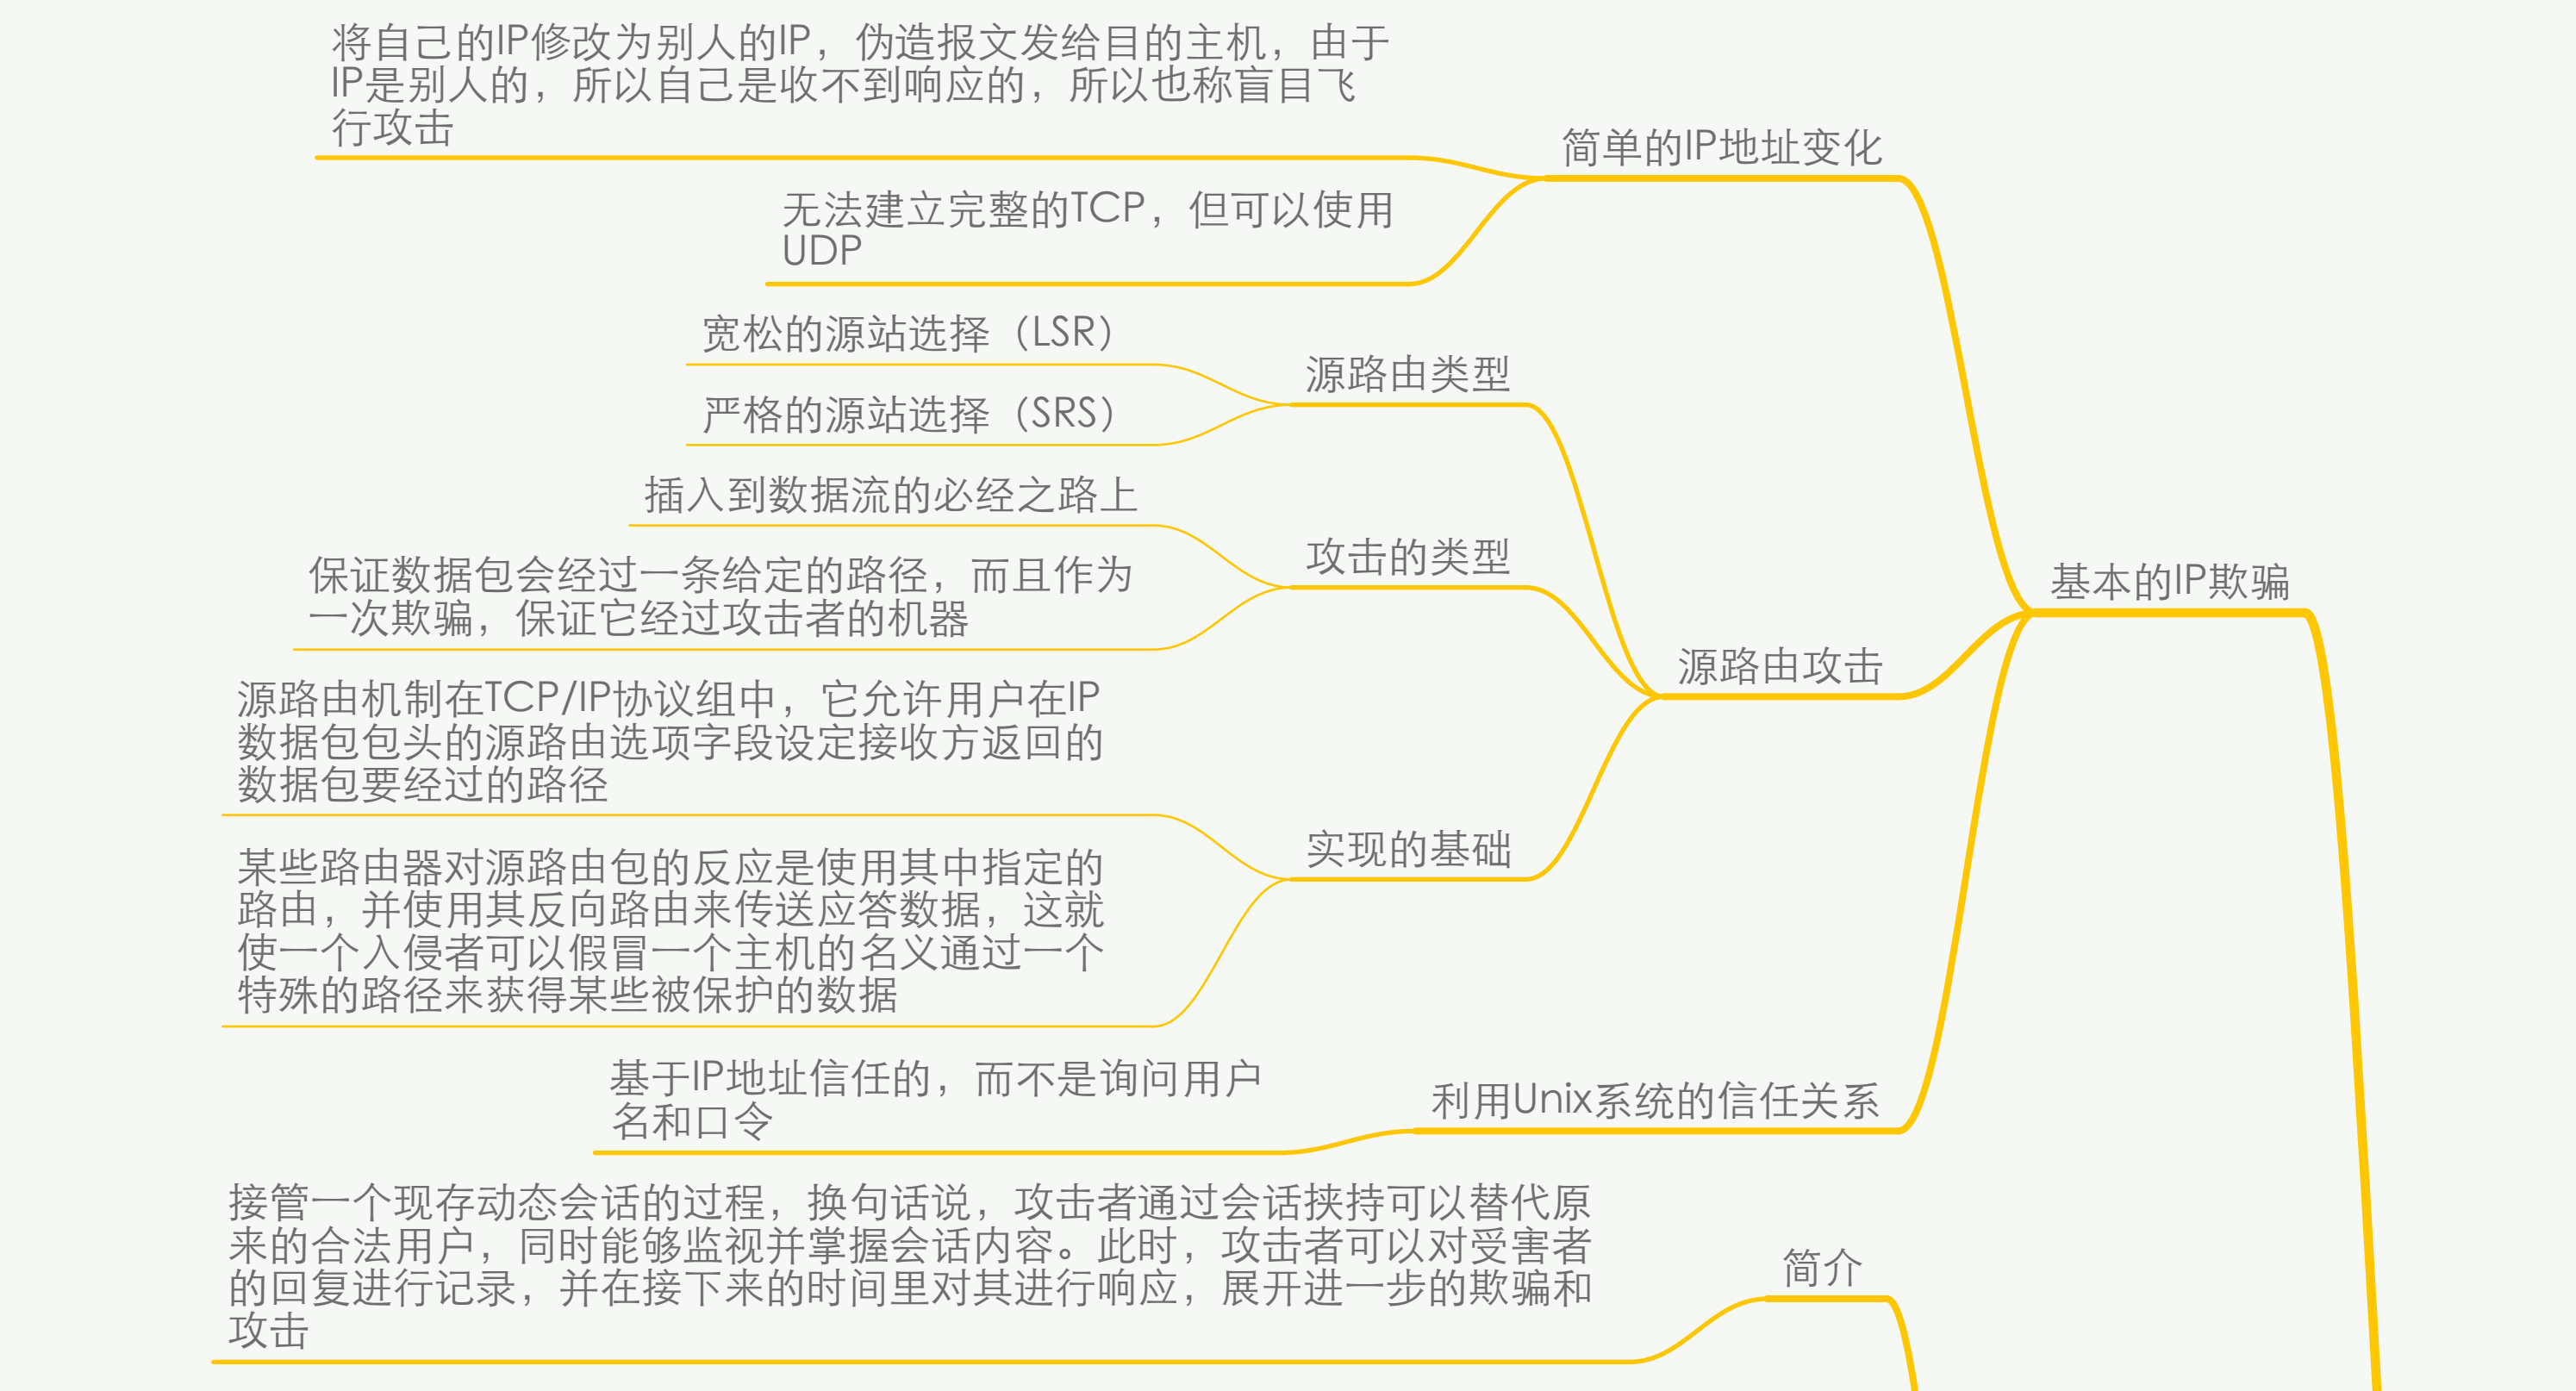 将自己的IP修改为别人的IP，伪造报文发给目的主机，由于
IP是别人的，所以自己是收不到响应的，所以也称盲目飞
行攻击
简单的IP地址变化
无法建立完整的TCP，但可以使用
UDP
宽松的源站选择（LSR）
源路由类型
严格的源站选择（SRS）
插入到数据流的必经之路上
攻击的类型
保证数据包会经过一条给定的路径，而且作为
一次欺骗，保证它经过攻击者的机器
基本的IP欺骗
源路由攻击
源路由机制在TCP/IP协议组中，它允许用户在IP
数据包包头的源路由选项字段设定接收方返回的
数据包要经过的路径
实现的基础
某些路由器对源路由包的反应是使用其中指定的
路由，并使用其反向路由来传送应答数据，这就
使一个入侵者可以假冒一个主机的名义通过一个
特殊的路径来获得某些被保护的数据
基于IP地址信任的，而不是询问用户
名和口令
利用Unix系统的信任关系
接管一个现存动态会话的过程，换句话说，攻击者通过会话挟持可以替代原
来的合法用户，同时能够监视并掌握会话内容。此时，攻击者可以对受害者
的回复进行记录，并在接下来的时间里对其进行响应，展开进一步的欺骗和
攻击
简介